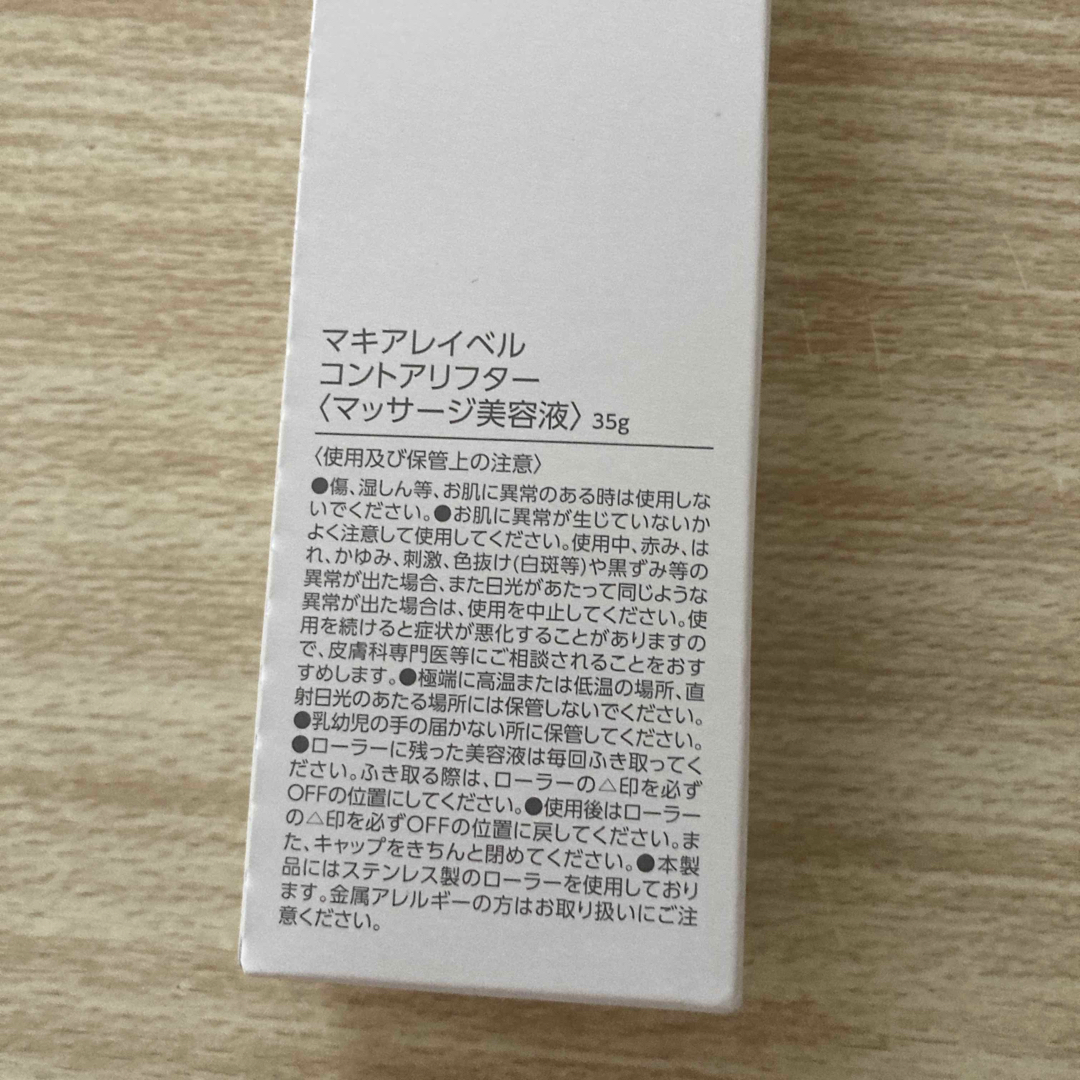 マキアレイベル
コントアリフター
〈マッサージ美容液〉 35g
〈使用及び保管上の注意〉
●傷、湿しん等、お肌に異常のある時は使用しな
いでください。●お肌に異常が生じていないか
よく注意して使用してください。使用中、赤み、は
れ、かゆみ、刺激、色抜け(白斑等)や黒ずみ等の
異常が出た場合、また日光があたって同じような
異常が出た場合は、使用を中止してください。使
用を続けると症状が悪化することがありますの
で、皮膚科専門医等にご相談されることをおす
すめします。●極端に高温または低温の場所、直
射日光のあたる場所には保管しないでください。
●乳幼児の手の届かない所に保管してください。
●ローラーに残った美容液は毎回ふき取ってく
ださい。ふき取る際は、ローラーの△印を必ず
OFFの位置にしてください。●使用後はローラー
の△印を必ずOFFの位置に戻してください。ま
た、キャップをきちんと閉めてください。●本製
品にはステンレス製のローラーを使用しており
ます。金属アレルギーの方はお取り扱いにご注
意ください。